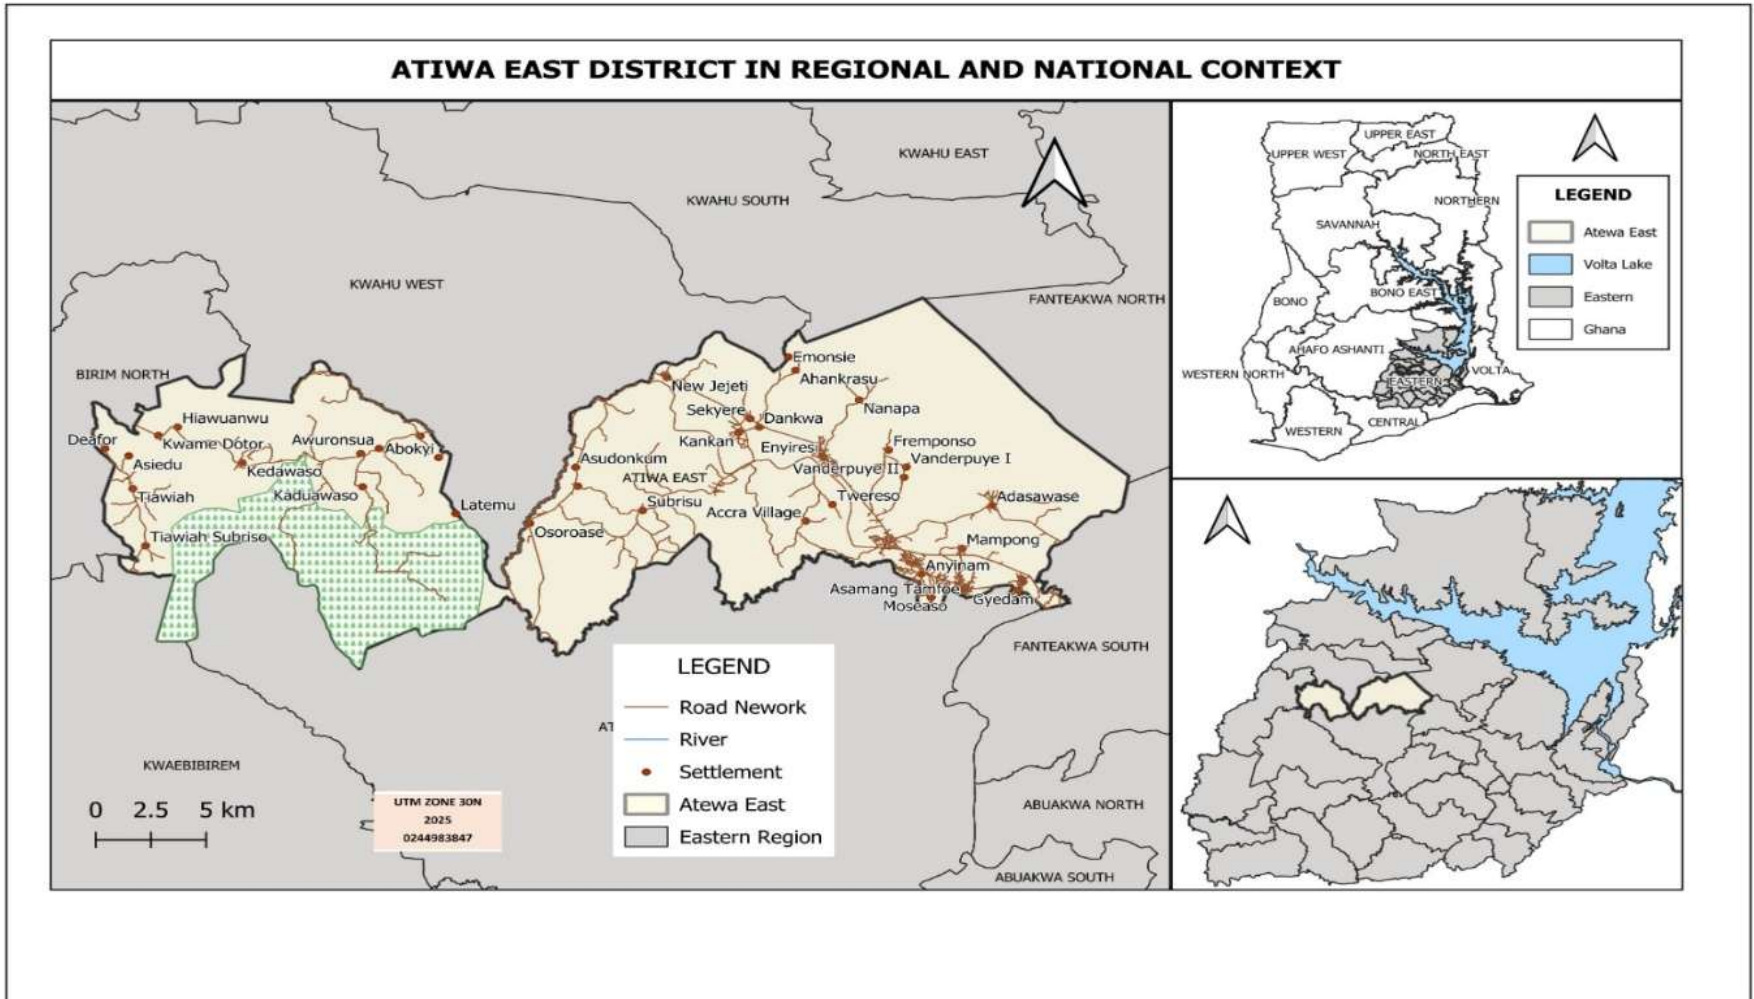 ATIWA EAST DISTRICT IN REGIONAL AND NATIONAL CONTEXT
KWAHU EAST
KWAHU SOUTH
KWAHU WEST
FANTEAKWA NORTH
BIRIM NORTH
Emonsie
Ahankrasu
New Jejeti
Nanapa
Sekyere
Dankwa
Hiawuanwu
Deafor
Kwame Dotor
Awuronsua
Abokyi
Kankan
Enyiresi
Fremponso
Asiedu
Kedawaso
Asudonkum
Vanderpuye II
Vanderpuye I
ATIWA EAST
Tiawiah
Kaduawaso
Latemu
Subrisu
Twereso
Adasawase
Accra Village
Osoroase
Tiawiah Subriso
Mampong
Anyinam
Asamang Tamfoe
Moseaso
Gyedam
FANTEAKWA SOUTH
AT
KWAEBIBIREM
ABUAKWA NORTH
ABUAKWA SOUTH
0 2.5 5 km
UTM ZONE 30N
2025
0244983847
LEGEND
Road Nework
River
Settlement
Atewa East
Eastern Region
UPPER EAST
UPPER WEST
NORTH EAST
NORTHERN
SAVANNAH
BONO EAST
BONO
AHAFO ASHANTI
WESTERN NORTH
VOLTA
EASTERN
CENTRAL
WESTERN
LEGEND
Atewa East
Volta Lake
Eastern
Ghana